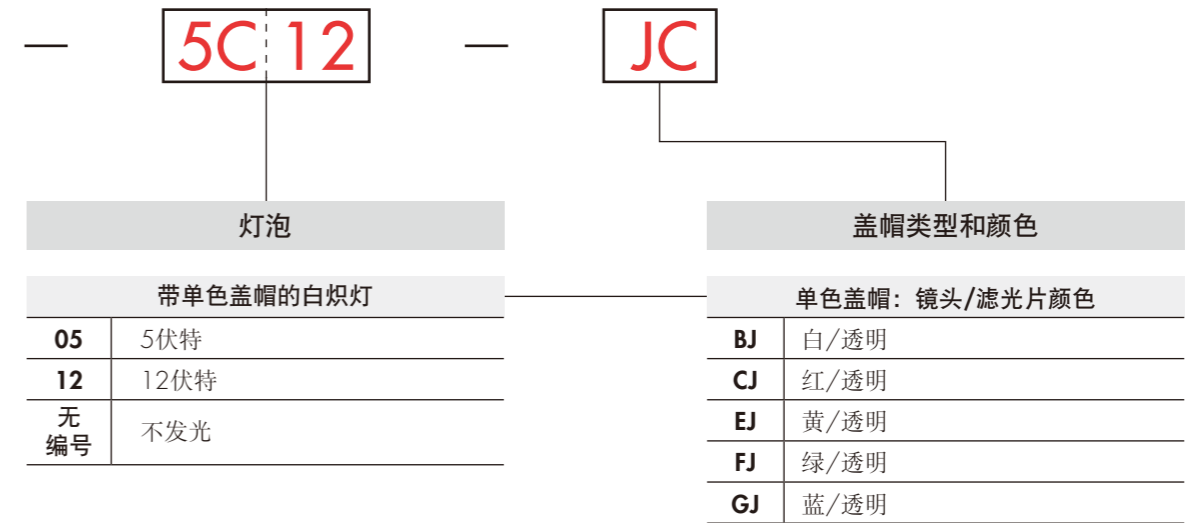 — 5C 12 — JC
灯泡
带单色盖帽的白炽灯
05 5伏特
12 12伏特
无
编号 不发光
盖帽类型和颜色
单色盖帽：镜头/滤光片颜色
BJ 白/透明
CJ 红/透明
EJ 黄/透明
FJ 绿/透明
GJ 蓝/透明